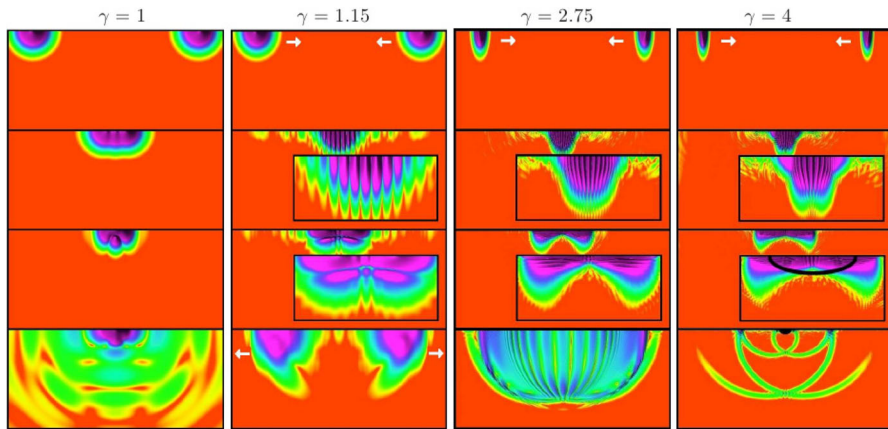 γ = 1 γ = 1.15 γ = 2.75 γ = 4